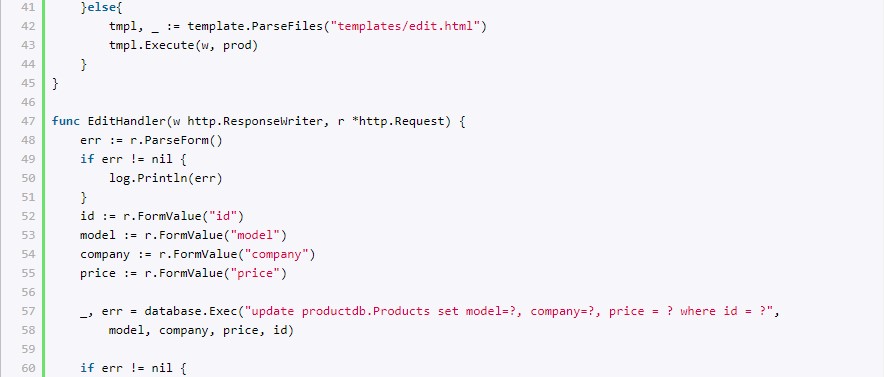 41     }else{
42         tmpl, _ := template.ParseFiles("templates/edit.html")
43         tmpl.Execute(w, prod)
44     }
45 }
46
47 func EditHandler(w http.ResponseWriter, r *http.Request) {
48     err := r.ParseForm()
49     if err != nil {
50         log.Println(err)
51     }
52     id := r.FormValue("id")
53     model := r.FormValue("model")
54     company := r.FormValue("company")
55     price := r.FormValue("price")
56
57     _, err = database.Exec("update productdb.Products set model=?, company=?, price = ? where id = ?",
58         model, company, price, id)
59
60     if err != nil {